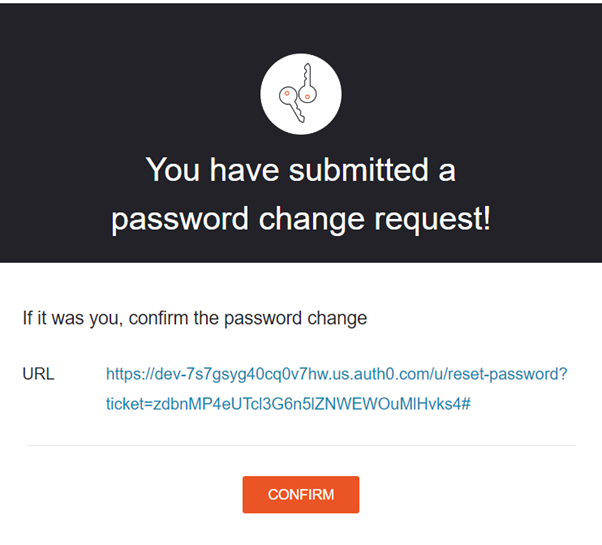 You have submitted a
password change request!
If it was you, confirm the password change
URL https://dev-7s7gsyg40cq0v7hw.us.auth0.com/u/reset-password?
ticket=zdbnMP4eUTcl3G6n5lZNWEWOuMlHvks4#
CONFIRM